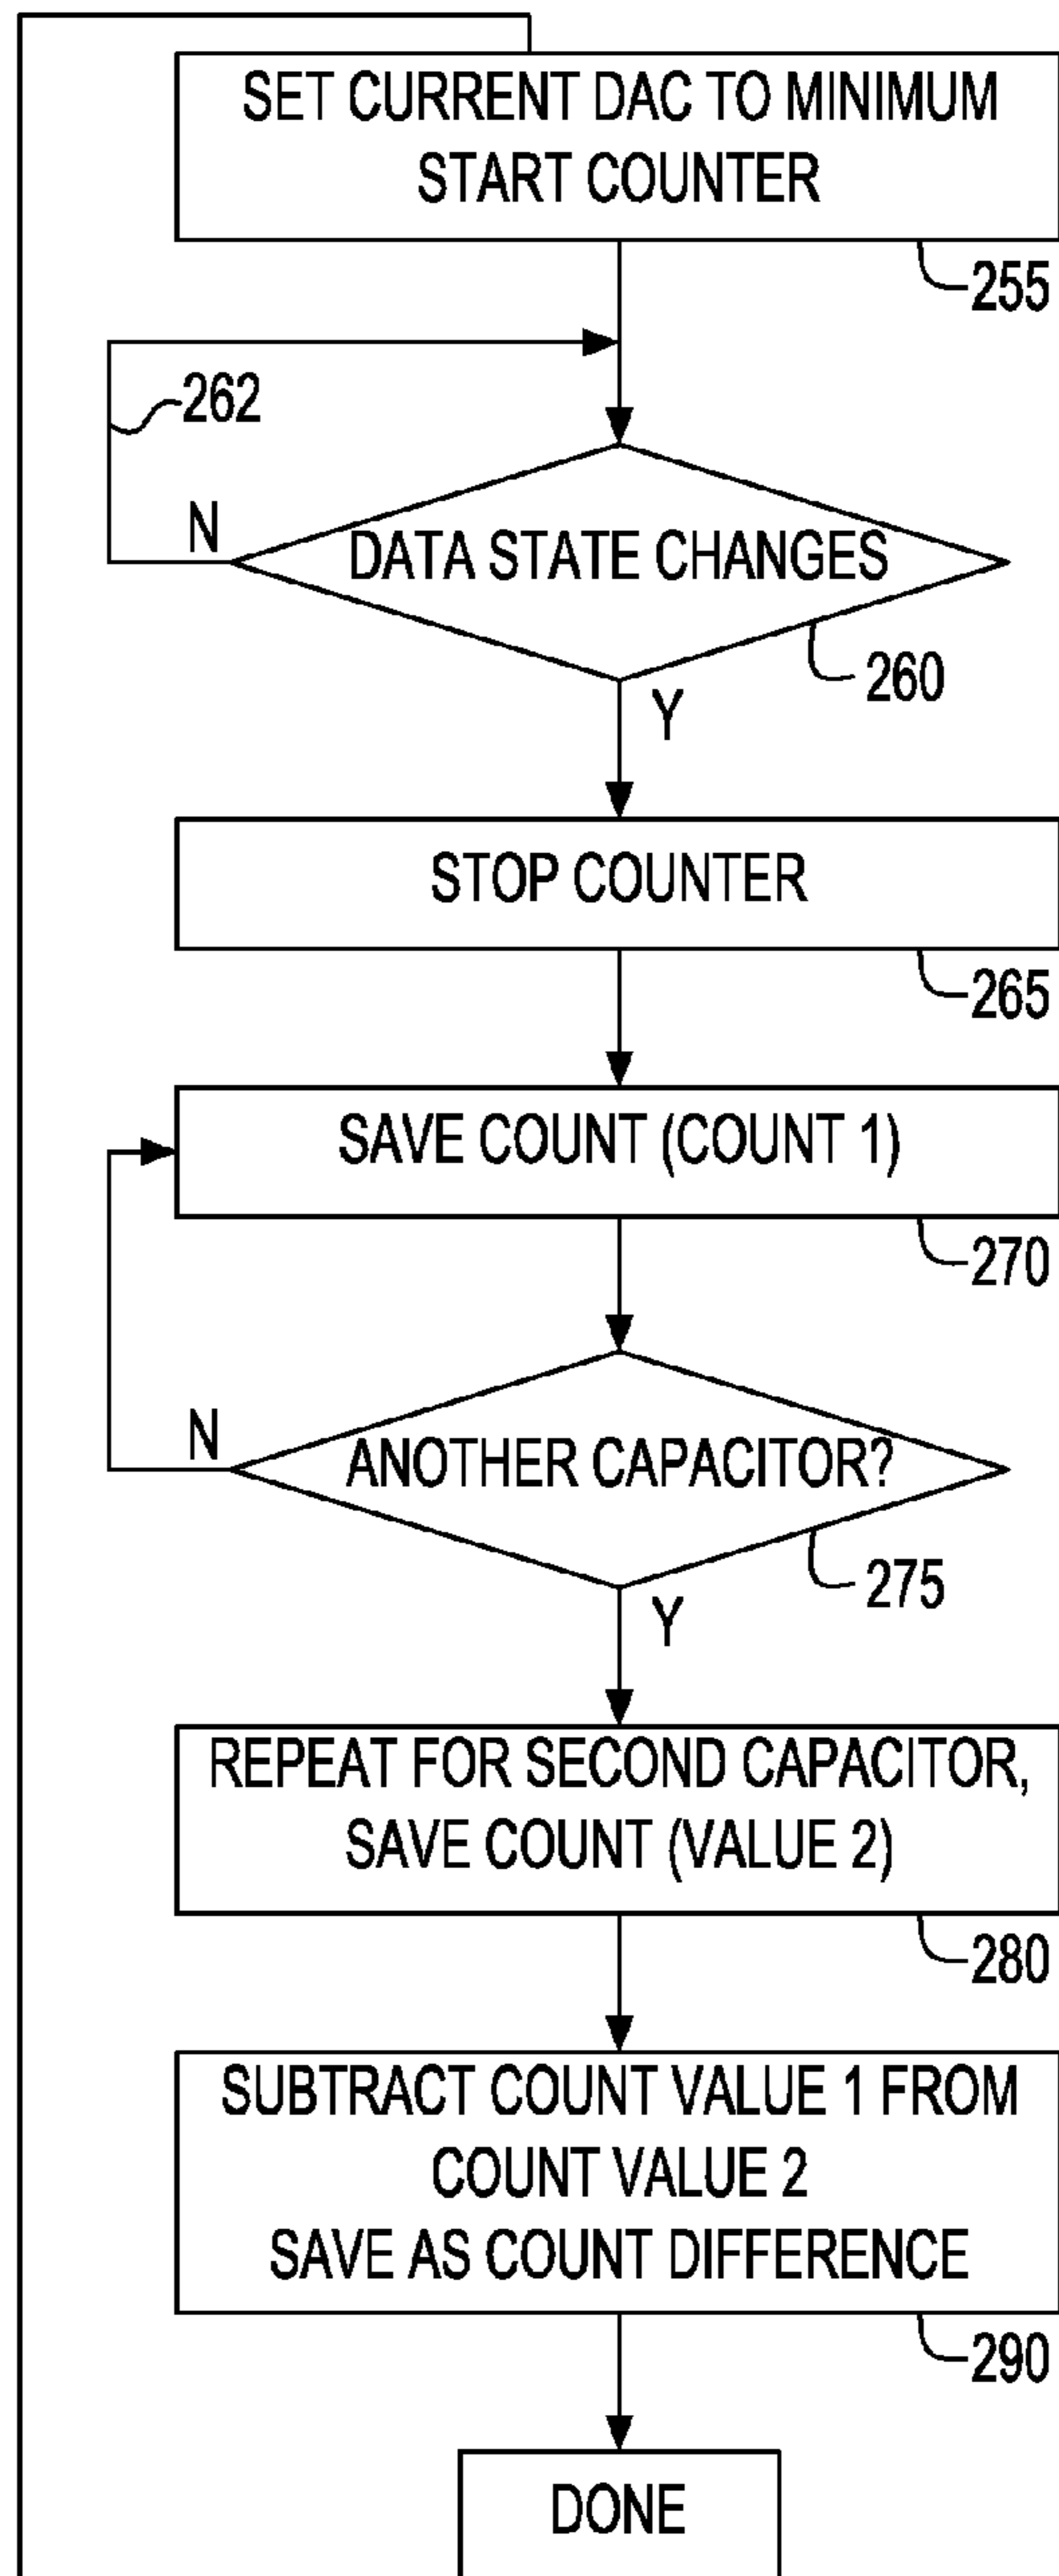 SET CURRENT DAC TO MINIMUM
START COUNTER
255
262
N
DATA STATE CHANGES
260
Y
STOP COUNTER
265
SAVE COUNT (COUNT 1)
270
N
ANOTHER CAPACITOR?
275
Y
REPEAT FOR SECOND CAPACITOR,
SAVE COUNT (VALUE 2)
280
SUBTRACT COUNT VALUE 1 FROM
COUNT VALUE 2
SAVE AS COUNT DIFFERENCE
290
DONE